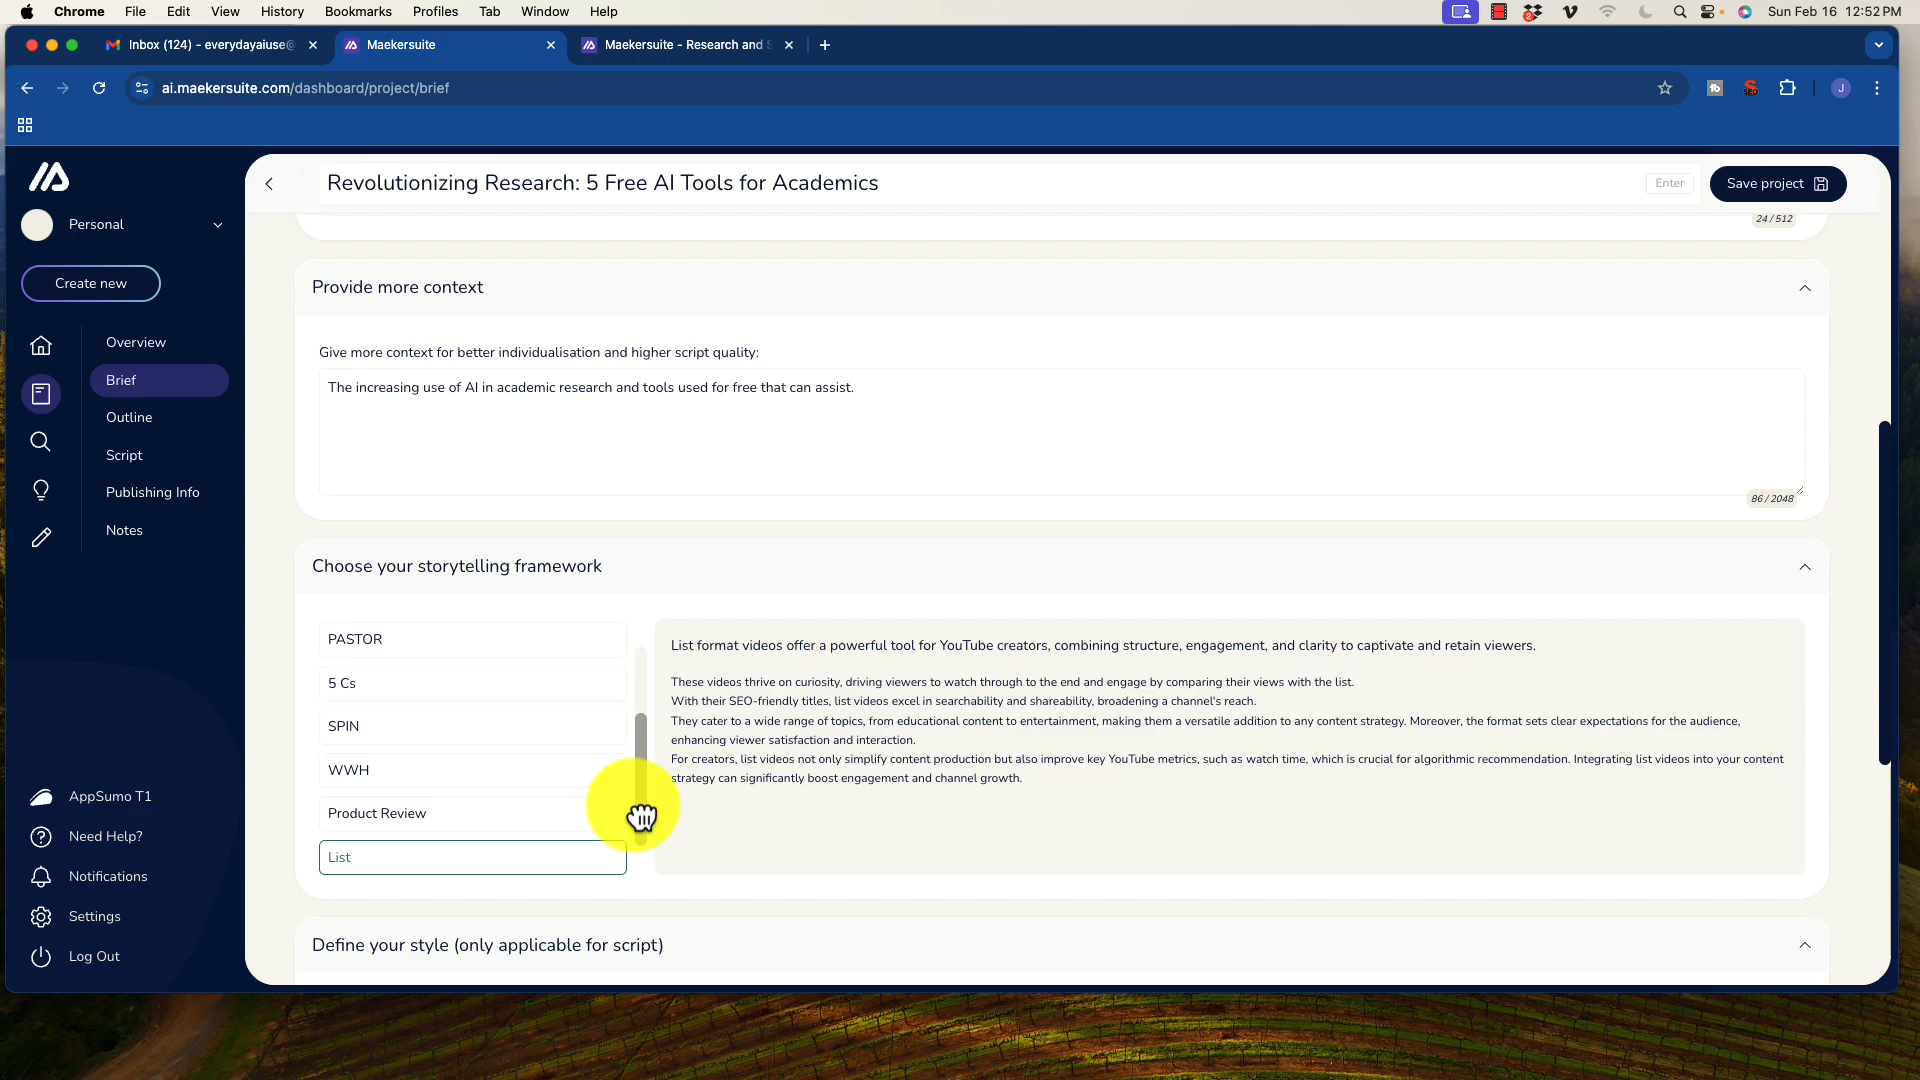 Chrome File Edit View History Bookmarks Profiles Tab Window Help
2
Sun Feb 16 12:52 PM
Inbox (124) - everydayaiuse@
Maekersuite
Maekersuite - Research and S
ai.maekersuite.com/dashboard/project/brief
tb
SEO
J
Revolutionizing Research: 5 Free AI Tools for Academics
Enter
Save project
Personal
Create new
Overview
Brief
Outline
Script
Publishing Info
Notes
AppSumo T1
Need Help?
Notifications
Settings
Log Out
24 / 512
Provide more context
Give more context for better individualisation and higher script quality:
The increasing use of AI in academic research and tools used for free that can assist.
86 / 2048
Choose your storytelling framework
PASTOR
5 Cs
SPIN
WWH
Product Review
List
List format videos offer a powerful tool for YouTube creators, combining structure, engagement, and clarity to captivate and retain viewers.
These videos thrive on curiosity, driving viewers to watch through to the end and engage by comparing their views with the list.
With their SEO-friendly titles, list videos excel in searchability and shareability, broadening a channel's reach.
They cater to a wide range of topics, from educational content to entertainment, making them a versatile addition to any content strategy. Moreover, the format sets clear expectations for the audience,
enhancing viewer satisfaction and interaction.
For creators, list videos not only simplify content production but also improve key YouTube metrics, such as watch time, which is crucial for algorithmic recommendation. Integrating list videos into your content
strategy can significantly boost engagement and channel growth.
Define your style (only applicable for script)